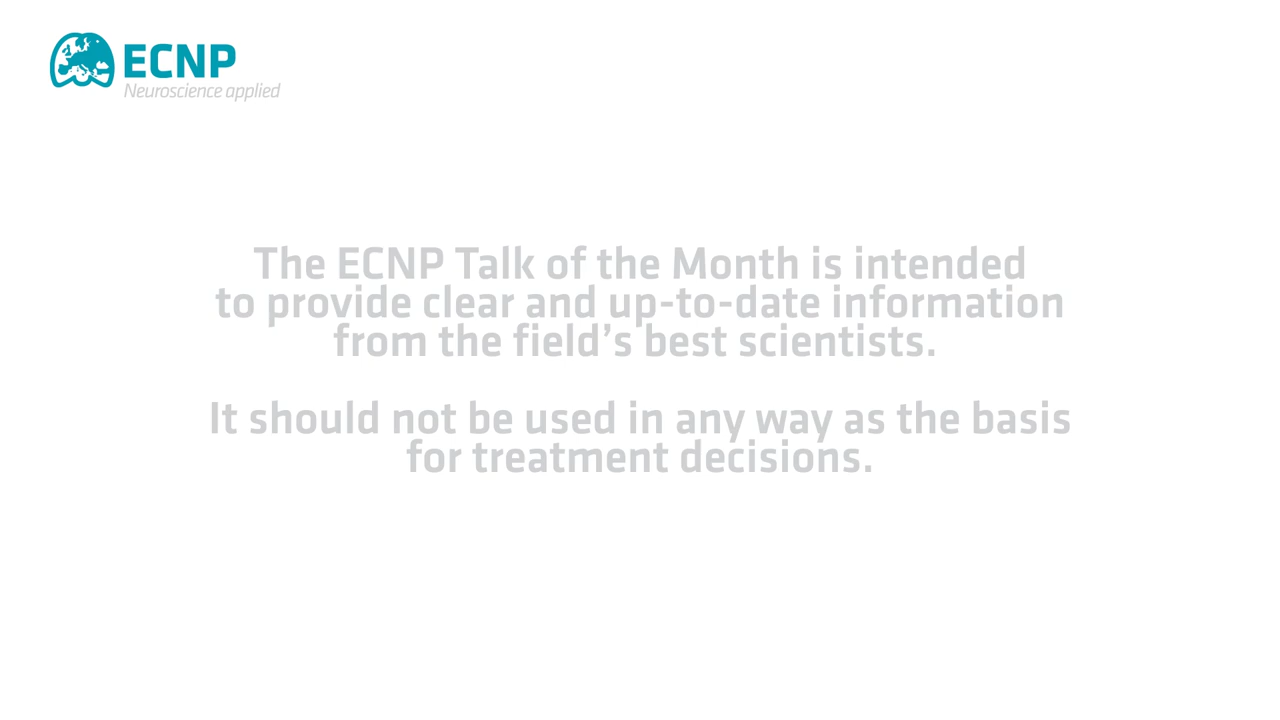 ECNP
Neuroscience applied
The ECNP Talk of the Month is intended
to provide clear and up-to-date information
from the field’s best scientists.
It should not be used in any way as the basis
for treatment decisions.